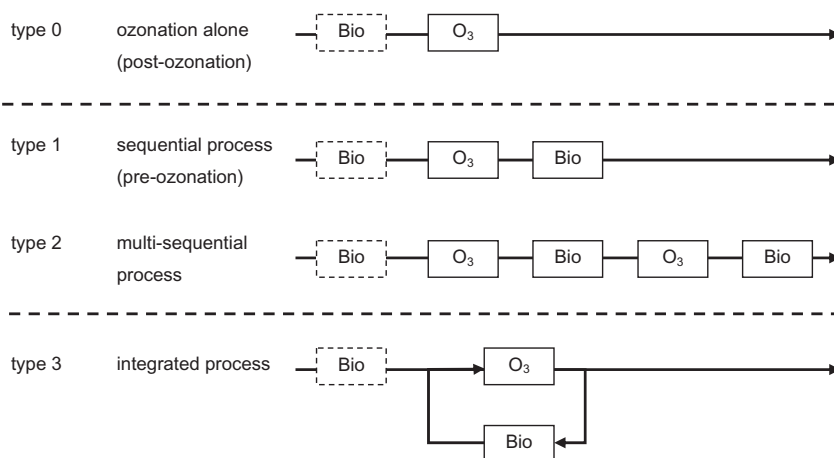 type 0 ozonation alone Bio O₃
(post-ozonation)
type 1 sequential process Bio O₃ Bio
(pre-ozonation)
type 2 multi-sequential Bio O₃ Bio O₃ Bio
process
type 3 integrated process Bio O₃
Bio